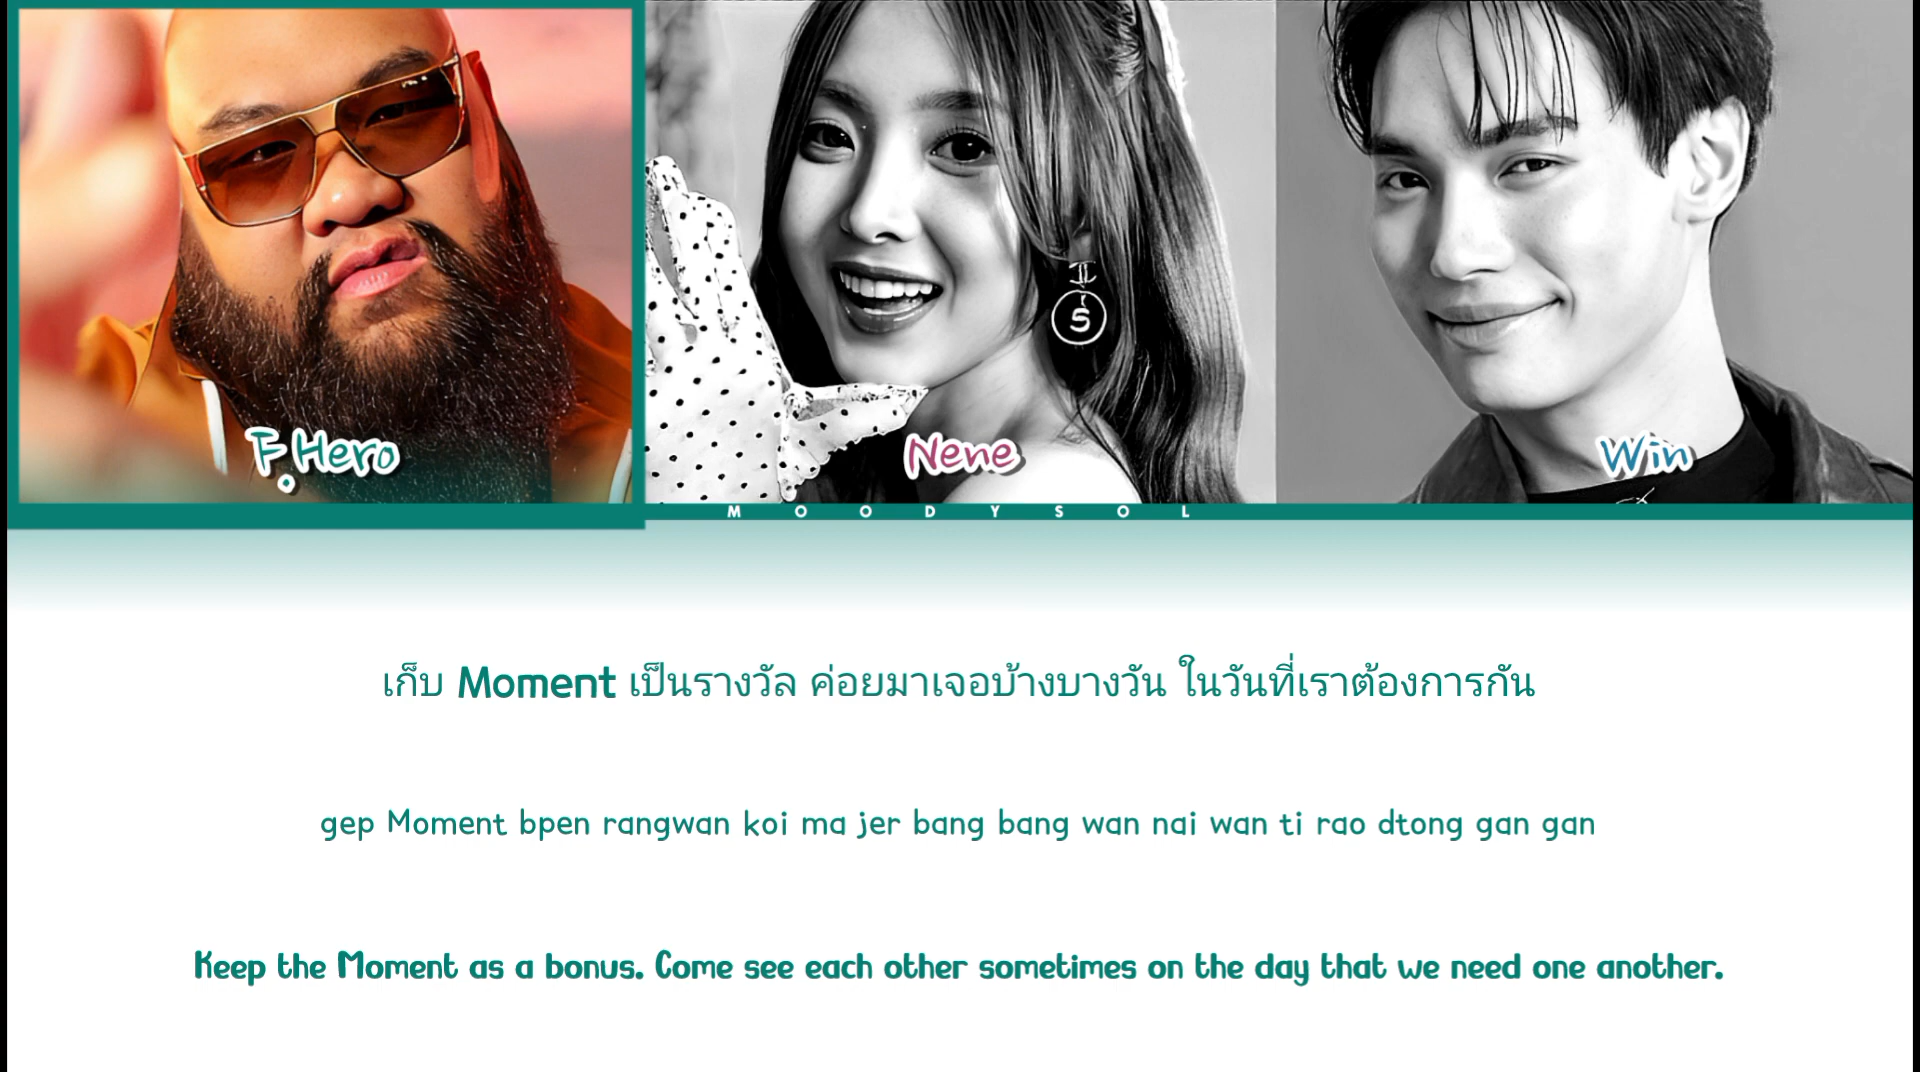 F.Hero
Nene
Win
MOODYSOL
เก็บ Moment เป็นรางวัล ค่อยมาเจอบ้างบางวัน ในวันที่เราต้องการกัน
gep Moment bpen rangwan koi ma jer bang bang wan nai wan ti rao dtong gan gan
Keep the Moment as a bonus. Come see each other sometimes on the day that we need one another.